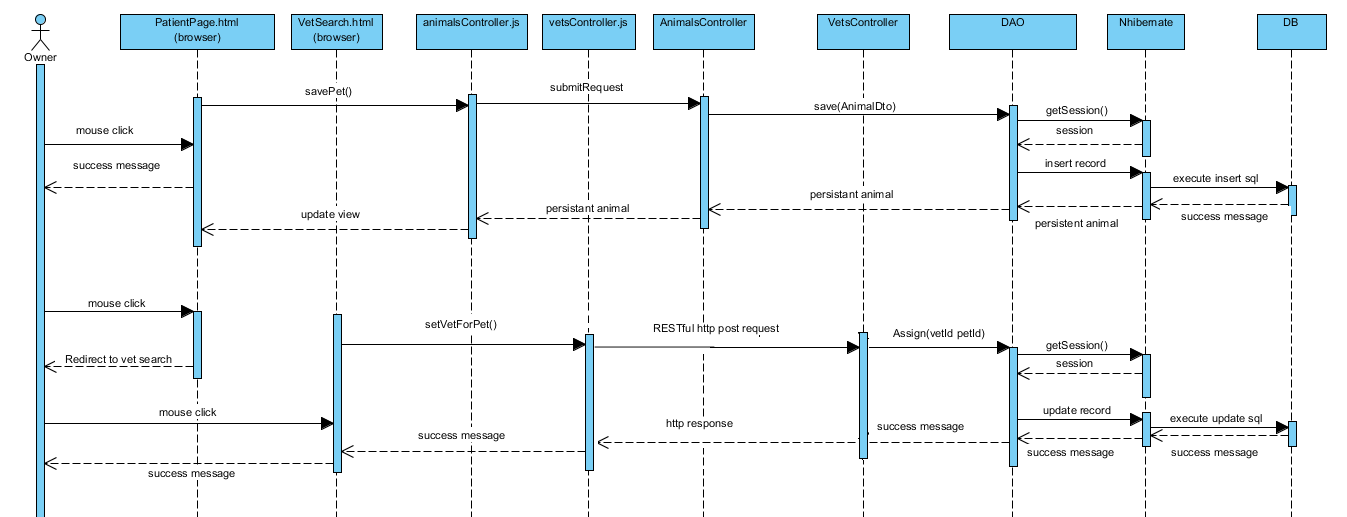 PatientPage.html
(browser)
VetSearch.html
(browser)
animalsController.js
vetsController.js
AnimalsController
VetsController
DAO
Nhibernate
DB
Owner
savePet()
submitRequest
save(AnimalDto)
getSession()
mouse click
session
success message
insert record
execute insert sql
persistant animal
persistant animal
update view
success message
persistent animal
mouse click
setVetForPet()
RESTful http post request
Assign(vetId petId)
getSession()
Redirect to vet search
session
mouse click
update record
execute update sql
http response
success message
success message
success message
success message
success message